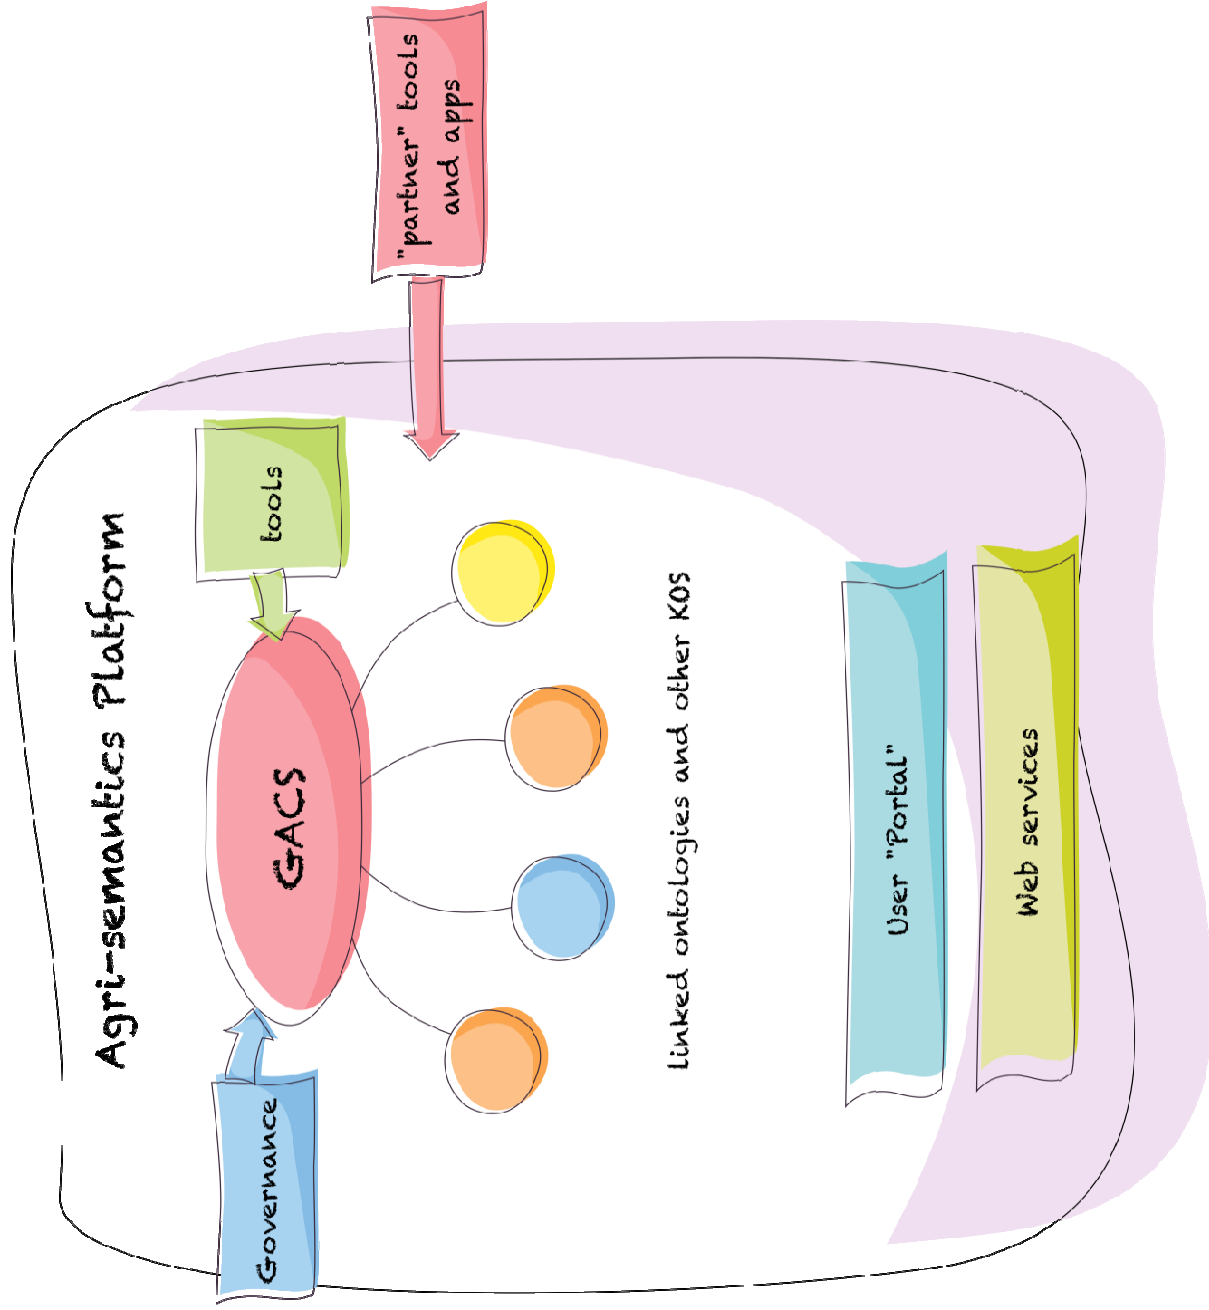 Agri-semantics Platform
Governance
GACS
tools
"partner" tools
and apps
Linked ontologies and other KOS
User "Portal"
Web services